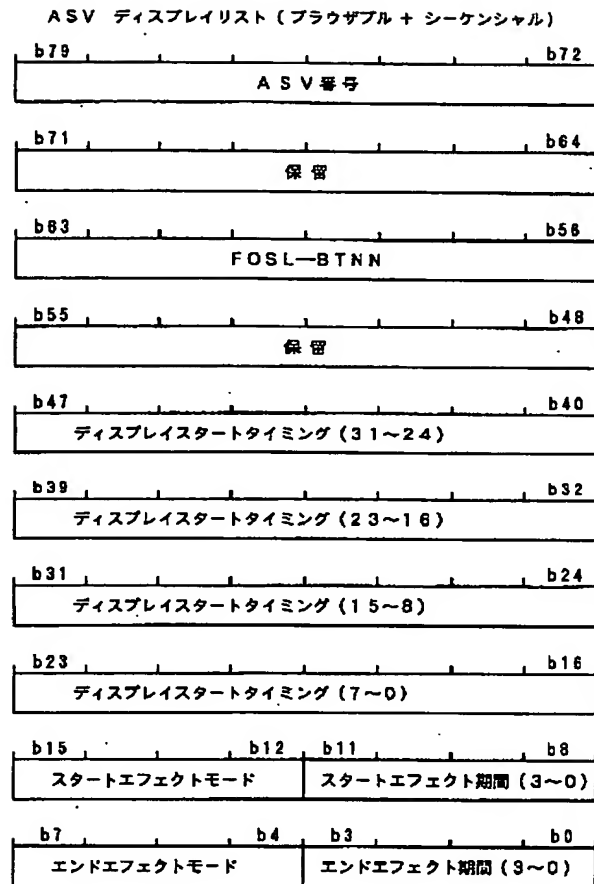 ASV ディスプレイリスト(ブラウザブル + シーケンシャル)
b79 b72
ASV番号
b71 b64
保留
b63 b56
FOSL—BTNN
b55 b48
保留
b47 b40
ディスプレイスタートタイミング(31~24)
b39 b32
ディスプレイスタートタイミング(23~16)
b31 b24
ディスプレイスタートタイミング(15~8)
b23 b16
ディスプレイスタートタイミング(7~0)
b15 b12 b11 b8
スタートエフェクトモード スタートエフェクト期間(3~0)
b7 b4 b3 b0
エンドエフェクトモード エンドエフェクト期間(3~0)